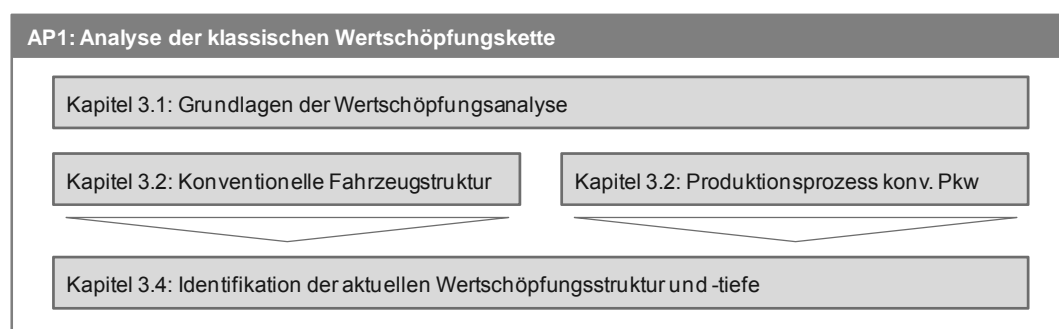 AP1: Analyse der klassischen Wertschöpfungskette
Kapitel 3.1: Grundlagen der Wertschöpfungsanalyse
Kapitel 3.2: Konventionelle Fahrzeugstruktur
Kapitel 3.2: Produktionsprozess konv. Pkw
Kapitel 3.4: Identifikation der aktuellen Wertschöpfungsstruktur und -tiefe